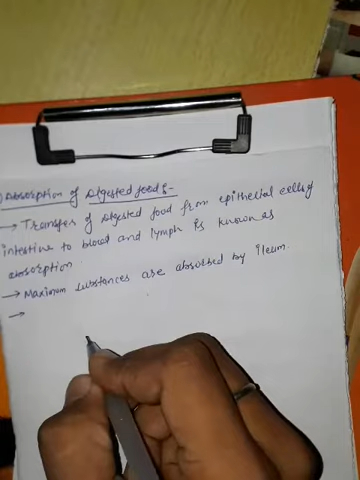 Absorption of Digested food :-
→ Transfer of Digested food from epithelial cells of
intestine to blood and lymph is known as
absorption.
→ Maximum substances are absorbed by ileum.
→